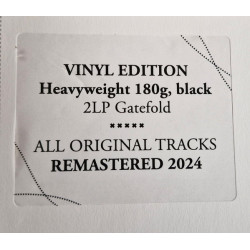 VINYL EDITION
Heavyweight 180g, black
2LP Gatefold
×××××
ALL ORIGINAL TRACKS
REMASTERED 2024